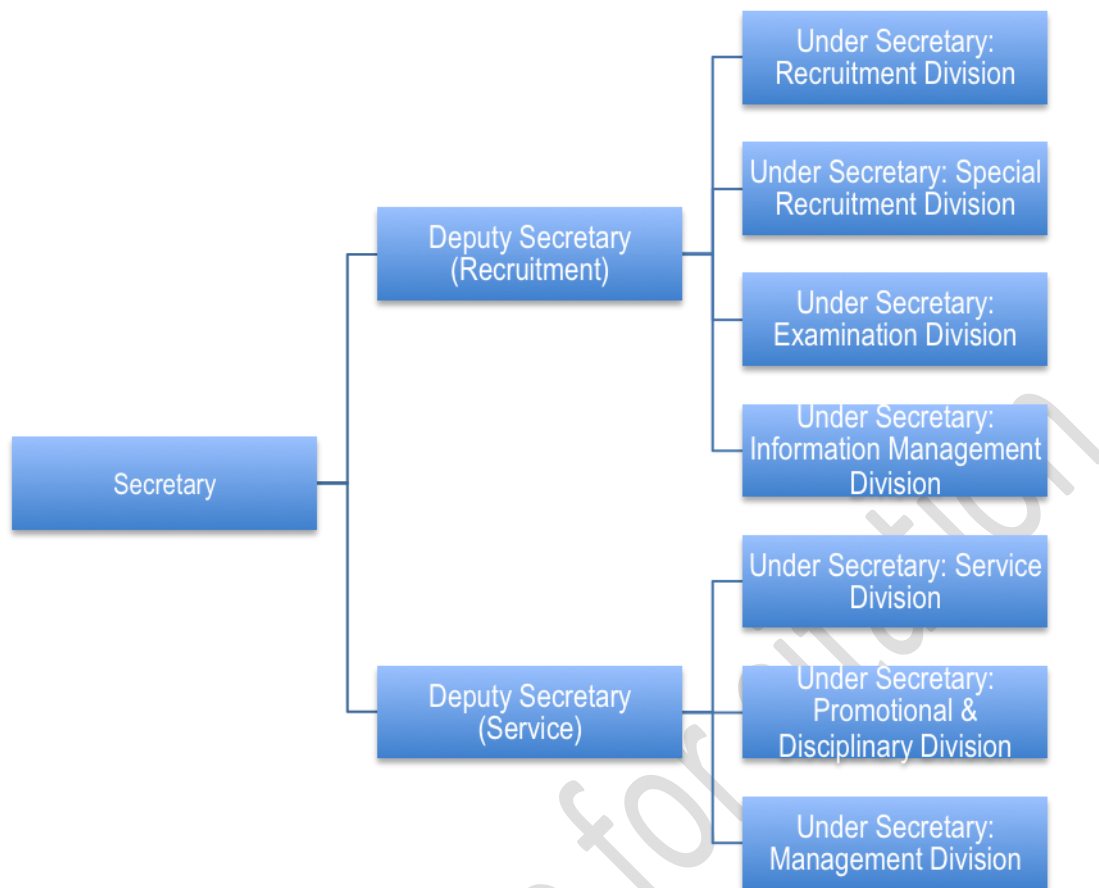 Under Secretary:
Recruitment Division
Under Secretary: Special
Recruitment Division
Deputy Secretary
(Recruitment)
Under Secretary:
Examination Division
Under Secretary:
Information Management
Division
Secretary
Under Secretary: Service
Division
Deputy Secretary
(Service)
Under Secretary:
Promotional &
Disciplinary Division
Under Secretary:
Management Division
for citation